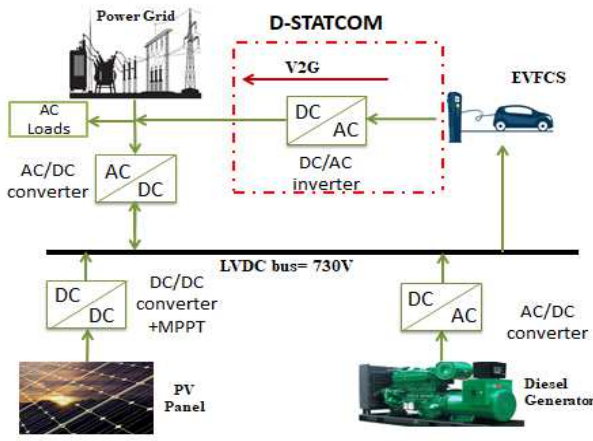 Power Grid
D-STATCOM
V2G
EVFCS
AC
Loads
DC
AC
AC/DC
converter
AC
DC
DC/AC
inverter
LVDC bus= 730V
DC
DC
DC/DC
converter
+MPPT
DC
AC
AC/DC
converter
PV
Panel
Diesel
Generator